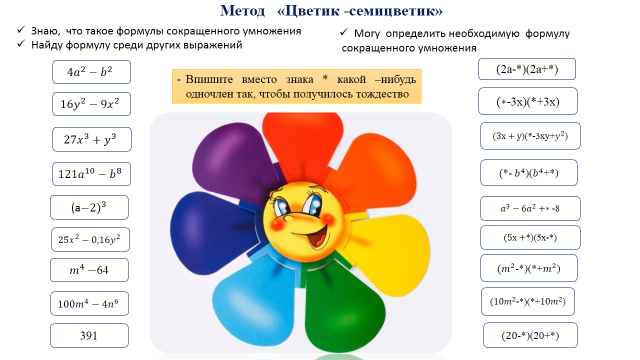 Метод «Цветик -семицветик»
✓ Знаю, что такое формулы сокращенного умножения
✓ Найду формулу среди других выражений
✓ Могу определить необходимую формулу
сокращенного умножения
- Впишите вместо знака * какой –нибудь
одночлен так, чтобы получилось тождество
4a² − b²
16y² − 9x²
27x³ + y³
121a¹⁰ − b⁸
(a−2)³
25x² − 0,16y²
m⁴ −64
100m⁴ − 4n⁶
391
(2a-*)(2a+*)
(*-3x)(*+3x)
(3x + y)(*-3xy+y²)
(*- b⁴)(b⁴+*)
a³ − 6a² +* -8
(5x +*)(5x-*)
(m²-*)(*+m²)
(10m²-*)(*+10m²)
(20-*)(20+*)